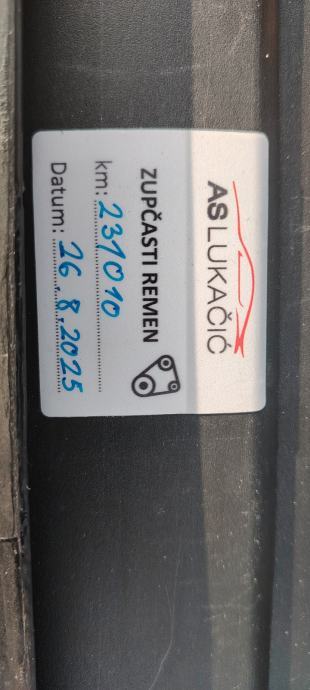 AS LUKAČIĆ
ZUPČASTI REMEN
km: 231010
Datum: 26.8.2025